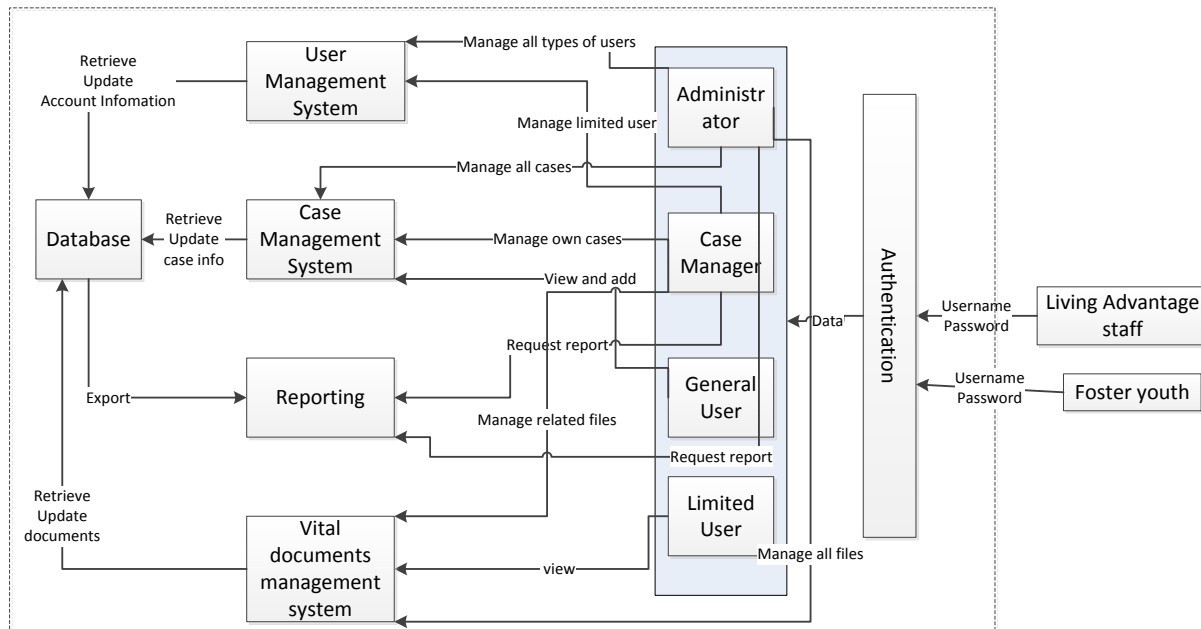 Manage all types of users
User
Management
System
Retrieve
Update
Account Infomation
Administr
ator
Manage limited user
Manage all cases
Database
Retrieve
Update
case info
Case
Management
System
Manage own cases
Case
Manager
View and add
Authentication
Data
Username
Password
Living Advantage
staff
Username
Password
Foster youth
Request report
General
User
Export
Reporting
Manage related files
Request report
Retrieve
Update
documents
Vital
documents
management
system
view
Limited
User
Manage all files